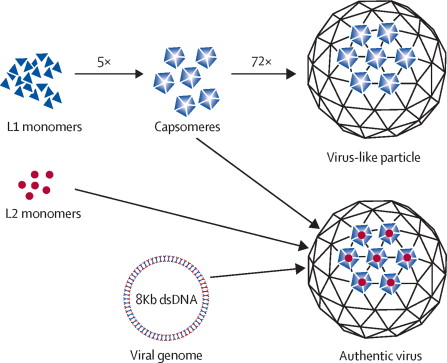 5×
72×
L1 monomers
Capsomeres
Virus-like particle
L2 monomers
8Kb dsDNA
Viral genome
Authentic virus